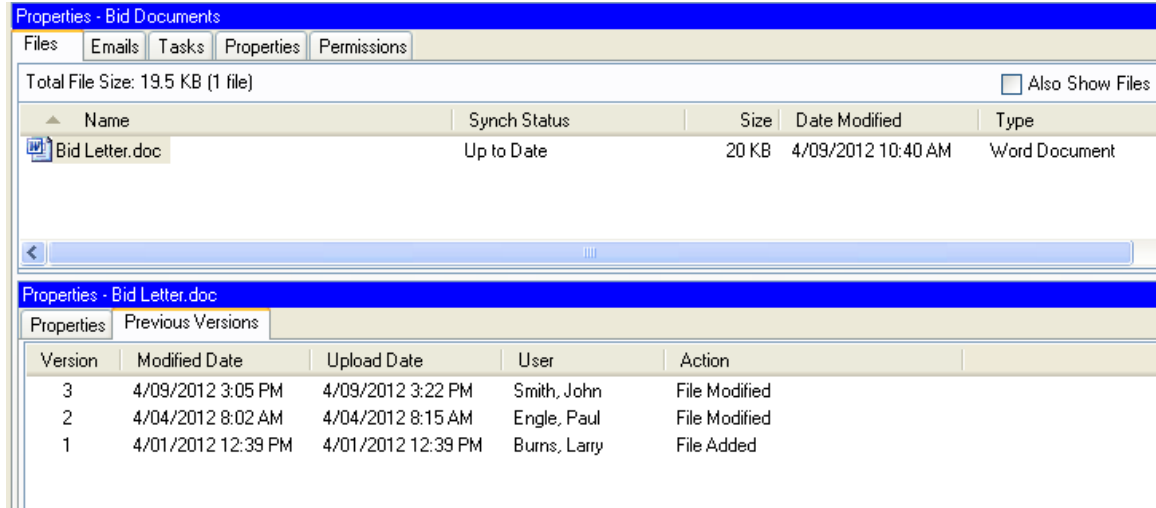 Properties - Bid Documents
Files Emails Tasks Properties Permissions
Total File Size: 19.5 KB (1 file) Also Show Files
Name Synch Status Size Date Modified Type
Bid Letter.doc Up to Date 20 KB 4/09/2012 10:40 AM Word Document
Properties - Bid Letter.doc
Properties Previous Versions
Version Modified Date Upload Date User Action
3 4/09/2012 3:05 PM 4/09/2012 3:22 PM Smith, John File Modified
2 4/04/2012 8:02 AM 4/04/2012 8:15 AM Engle, Paul File Modified
1 4/01/2012 12:39 PM 4/01/2012 12:39 PM Burns, Larry File Added